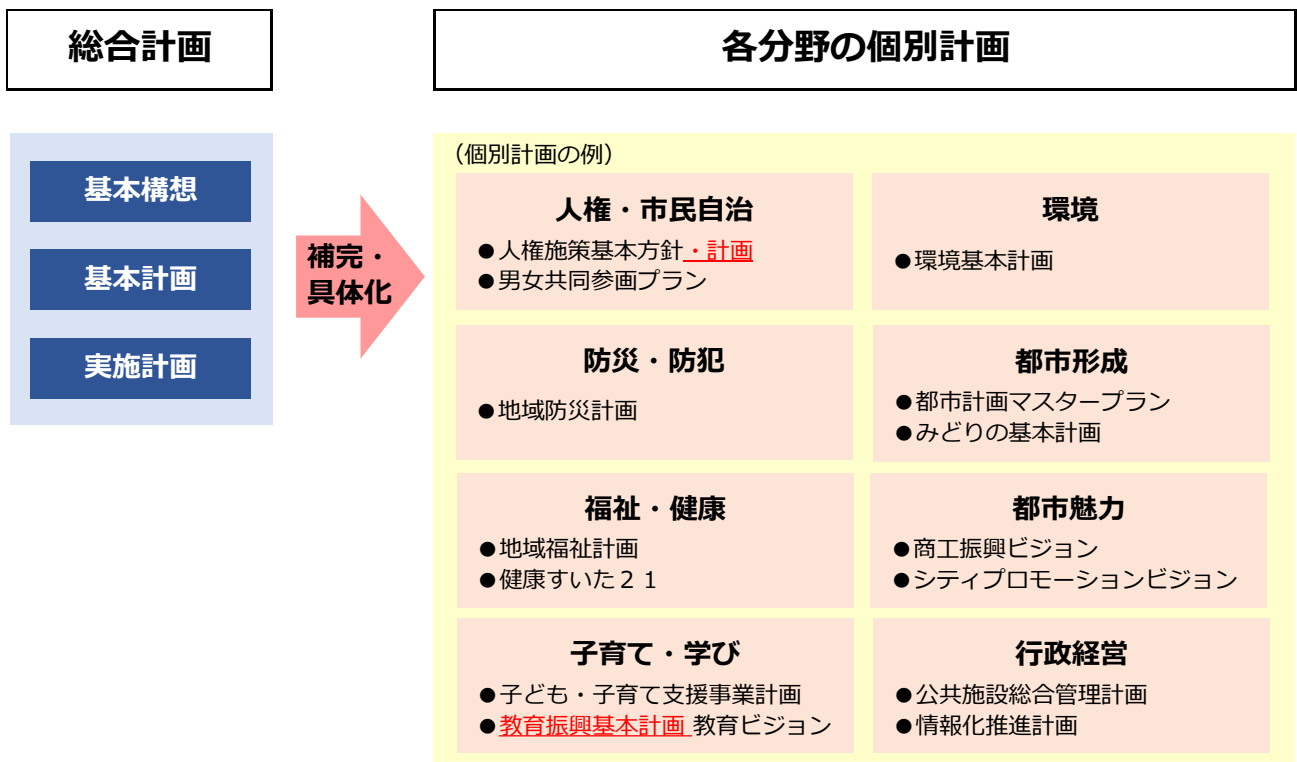 総合計画
各分野の個別計画
基本構想
基本計画
実施計画
補完・
具体化
（個別計画の例）
人権・市民自治
●人権施策基本方針・計画
●男女共同参画プラン
環境
●環境基本計画
防災・防犯
●地域防災計画
都市形成
●都市計画マスタープラン
●みどりの基本計画
福祉・健康
●地域福祉計画
●健康すいた２１
都市魅力
●商工振興ビジョン
●シティプロモーションビジョン
子育て・学び
●子ども・子育て支援事業計画
●教育振興基本計画 教育ビジョン
行政経営
●公共施設総合管理計画
●情報化推進計画